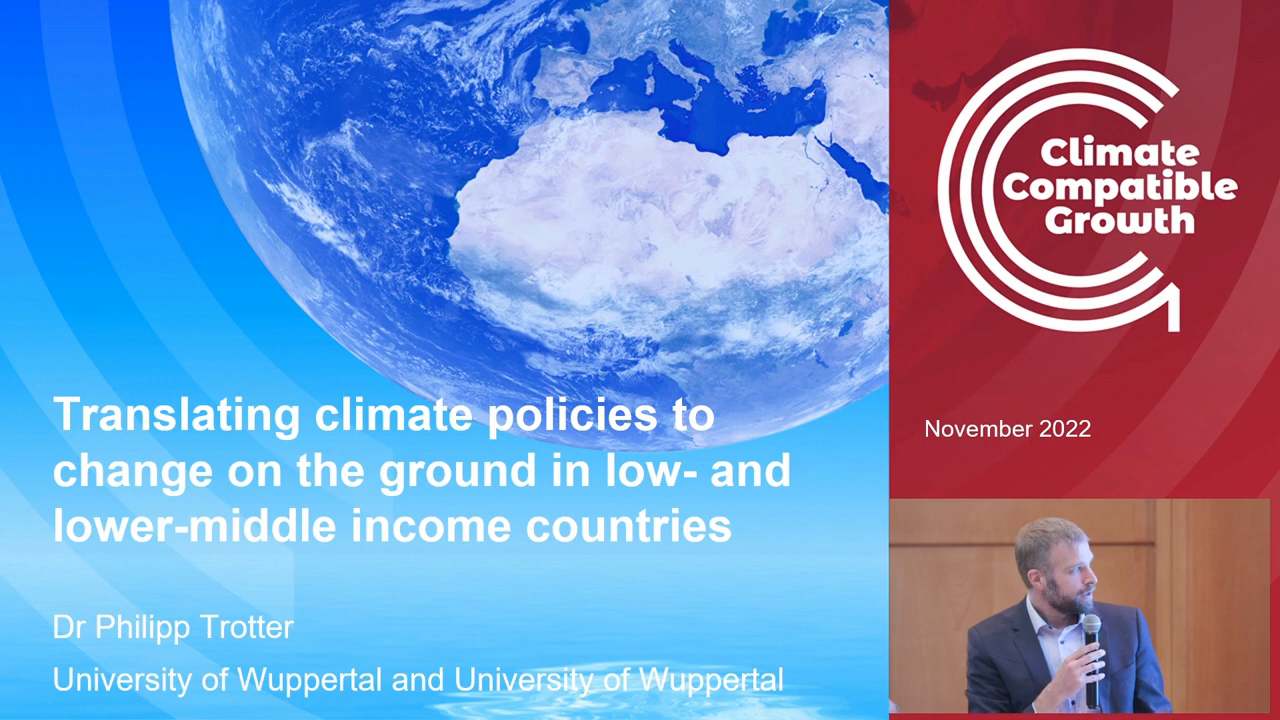 Climate
Compatible
Growth
Translating climate policies to
change on the ground in low- and
lower-middle income countries
November 2022
Dr Philipp Trotter
University of Wuppertal and University of Wuppertal